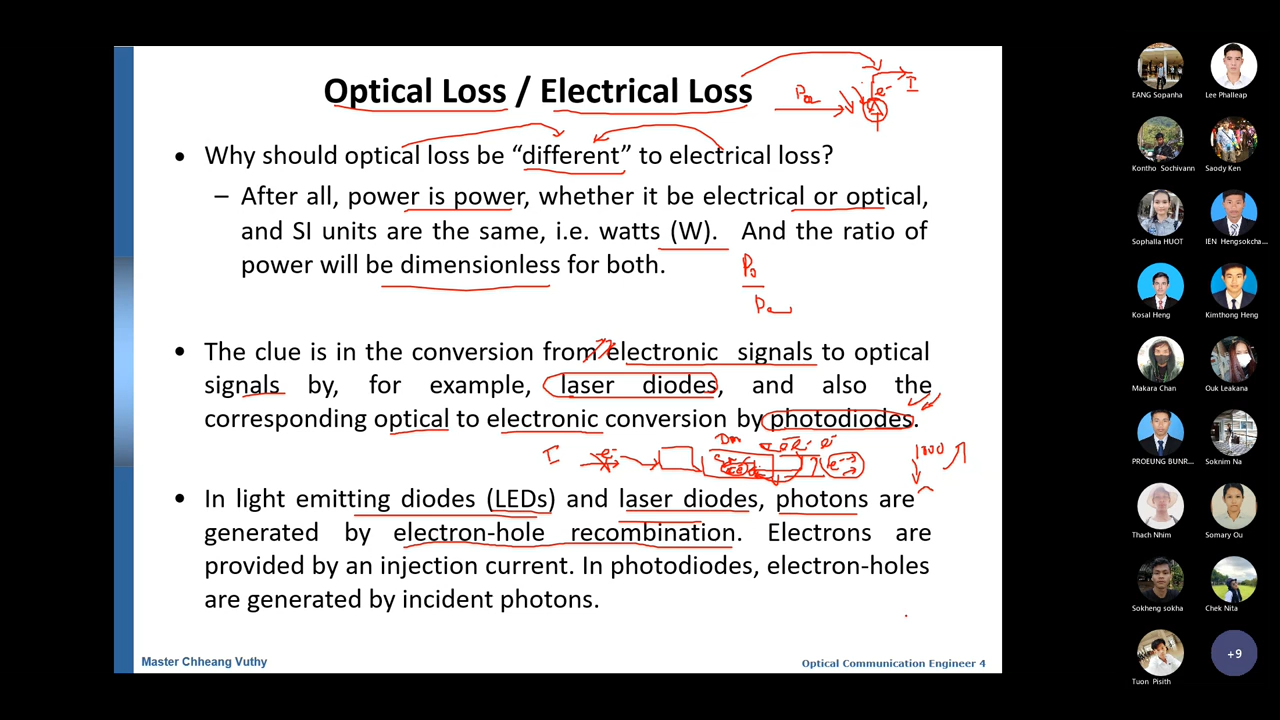 Optical Loss / Electrical Loss
• Why should optical loss be “different” to electrical loss?
– After all, power is power, whether it be electrical or optical,
and SI units are the same, i.e. watts (W). And the ratio of
power will be dimensionless for both.
• The clue is in the conversion from electronic signals to optical
signals by, for example, laser diodes, and also the
corresponding optical to electronic conversion by photodiodes.
I e-
1000
• In light emitting diodes (LEDs) and laser diodes, photons are
generated by electron-hole recombination. Electrons are
provided by an injection current. In photodiodes, electron-holes
are generated by incident photons.
Master Chheang Vuthy
Optical Communication Engineer 4
EANG Sopanha
Lee Phalleap
Kontho Sochivann
Saody Ken
Sophalla HUOT
IEN Hengsokcha...
Kosal Heng
Kimthong Heng
Makara Chan
Ouk Leakana
PROEUNG BUNR...
Soknim Na
Thach Nhim
Somary Ou
Sokheng sokha
Chek Nita
Tuon Pisith
+9